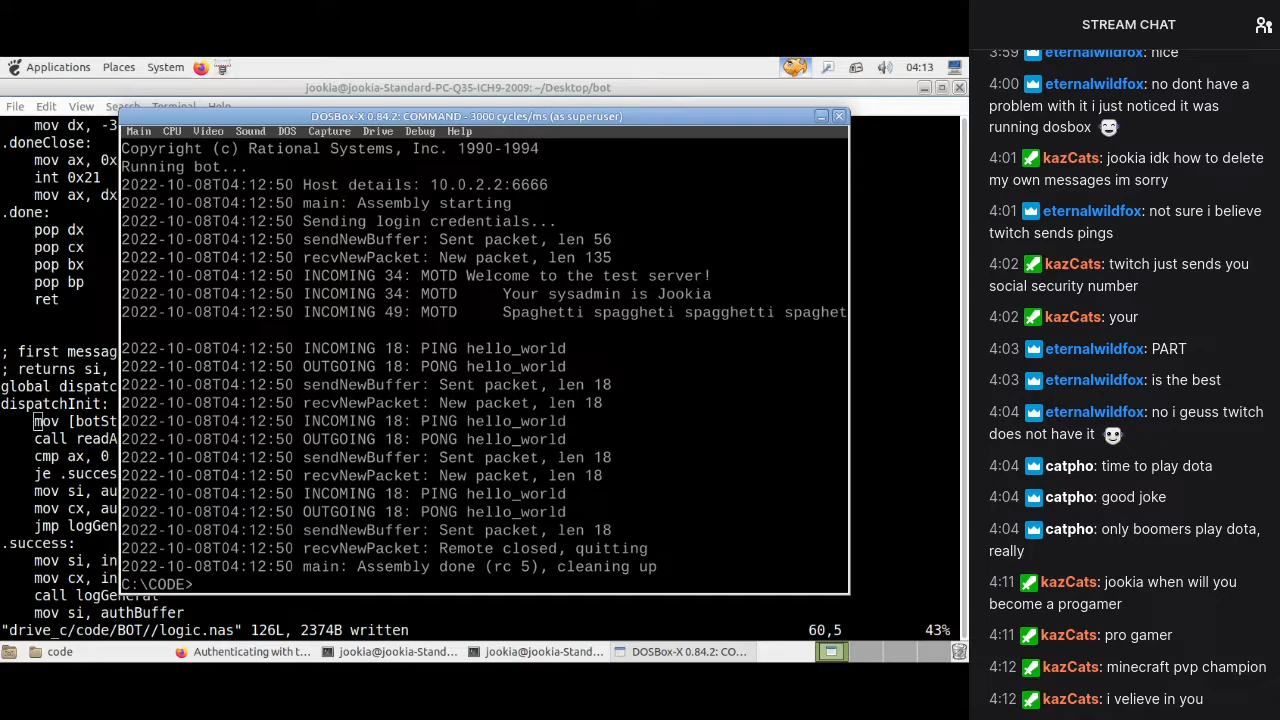 STREAM CHAT
3:59 eternalwildfox: nice
4:00 eternalwildfox: no dont have a
problem with it i just noticed it was
running dosbox
4:01 kazCats: jookia idk how to delete
my own messages im sorry
4:01 eternalwildfox: not sure i believe
twitch sends pings
4:02 kazCats: twitch just sends you
social security number
4:02 kazCats: your
4:03 eternalwildfox: PART
4:03 eternalwildfox: is the best
4:04 eternalwildfox: no i geuss twitch
does not have it
4:04 catpho: time to play dota
4:04 catpho: good joke
4:04 catpho: only boomers play dota,
really
4:11 kazCats: jookia when will you
become a progamer
4:11 kazCats: pro gamer
4:12 kazCats: minecraft pvp champion
4:12 kazCats: i velieve in you
Applications Places System 04:13
jookia@jookia-Standard-PC-Q35-ICH9-2009: ~/Desktop/bot
File Edit View Search Terminal Help
DOSBox-X 0.84.2: COMMAND - 3000 cycles/ms (as superuser)
Main CPU Video Sound DOS Capture Drive Debug Help
Copyright (c) Rational Systems, Inc. 1990-1994
Running bot...
2022-10-08T04:12:50 Host details: 10.0.2.2:6666
2022-10-08T04:12:50 main: Assembly starting
2022-10-08T04:12:50 Sending login credentials...
2022-10-08T04:12:50 sendNewBuffer: Sent packet, len 56
2022-10-08T04:12:50 recvNewPacket: New packet, len 135
2022-10-08T04:12:50 INCOMING 34: MOTD Welcome to the test server!
2022-10-08T04:12:50 INCOMING 34: MOTD Your sysadmin is Jookia
2022-10-08T04:12:50 INCOMING 49: MOTD Spaghetti spaggheti spagghetti spaghet
2022-10-08T04:12:50 INCOMING 18: PING hello_world
2022-10-08T04:12:50 OUTGOING 18: PONG hello_world
2022-10-08T04:12:50 sendNewBuffer: Sent packet, len 18
2022-10-08T04:12:50 recvNewPacket: New packet, len 18
2022-10-08T04:12:50 INCOMING 18: PING hello_world
2022-10-08T04:12:50 OUTGOING 18: PONG hello_world
2022-10-08T04:12:50 sendNewBuffer: Sent packet, len 18
2022-10-08T04:12:50 recvNewPacket: New packet, len 18
2022-10-08T04:12:50 INCOMING 18: PING hello_world
2022-10-08T04:12:50 OUTGOING 18: PONG hello_world
2022-10-08T04:12:50 sendNewBuffer: Sent packet, len 18
2022-10-08T04:12:50 recvNewPacket: Remote closed, quitting
2022-10-08T04:12:50 main: Assembly done (rc 5), cleaning up
C:\CODE>
mov dx, -3
.doneClose:
mov ax, 0x
int 0x21
mov ax, dx
.done:
pop dx
pop cx
pop bx
pop bp
ret
; first messag
; returns si,
global dispatc
dispatchInit:
mov [botSt
call readA
cmp ax, 0
je .succes
mov si, au
mov cx, au
jmp logGen
.success:
mov si, in
mov cx, in
call logGeneral
mov si, authBuffer
"drive_c/code/BOT//logic.nas" 126L, 2374B written 60,5 43%
code Authenticating with t... jookia@jookia-Stand... jookia@jookia-Stand... DOSBox-X 0.84.2: CO...